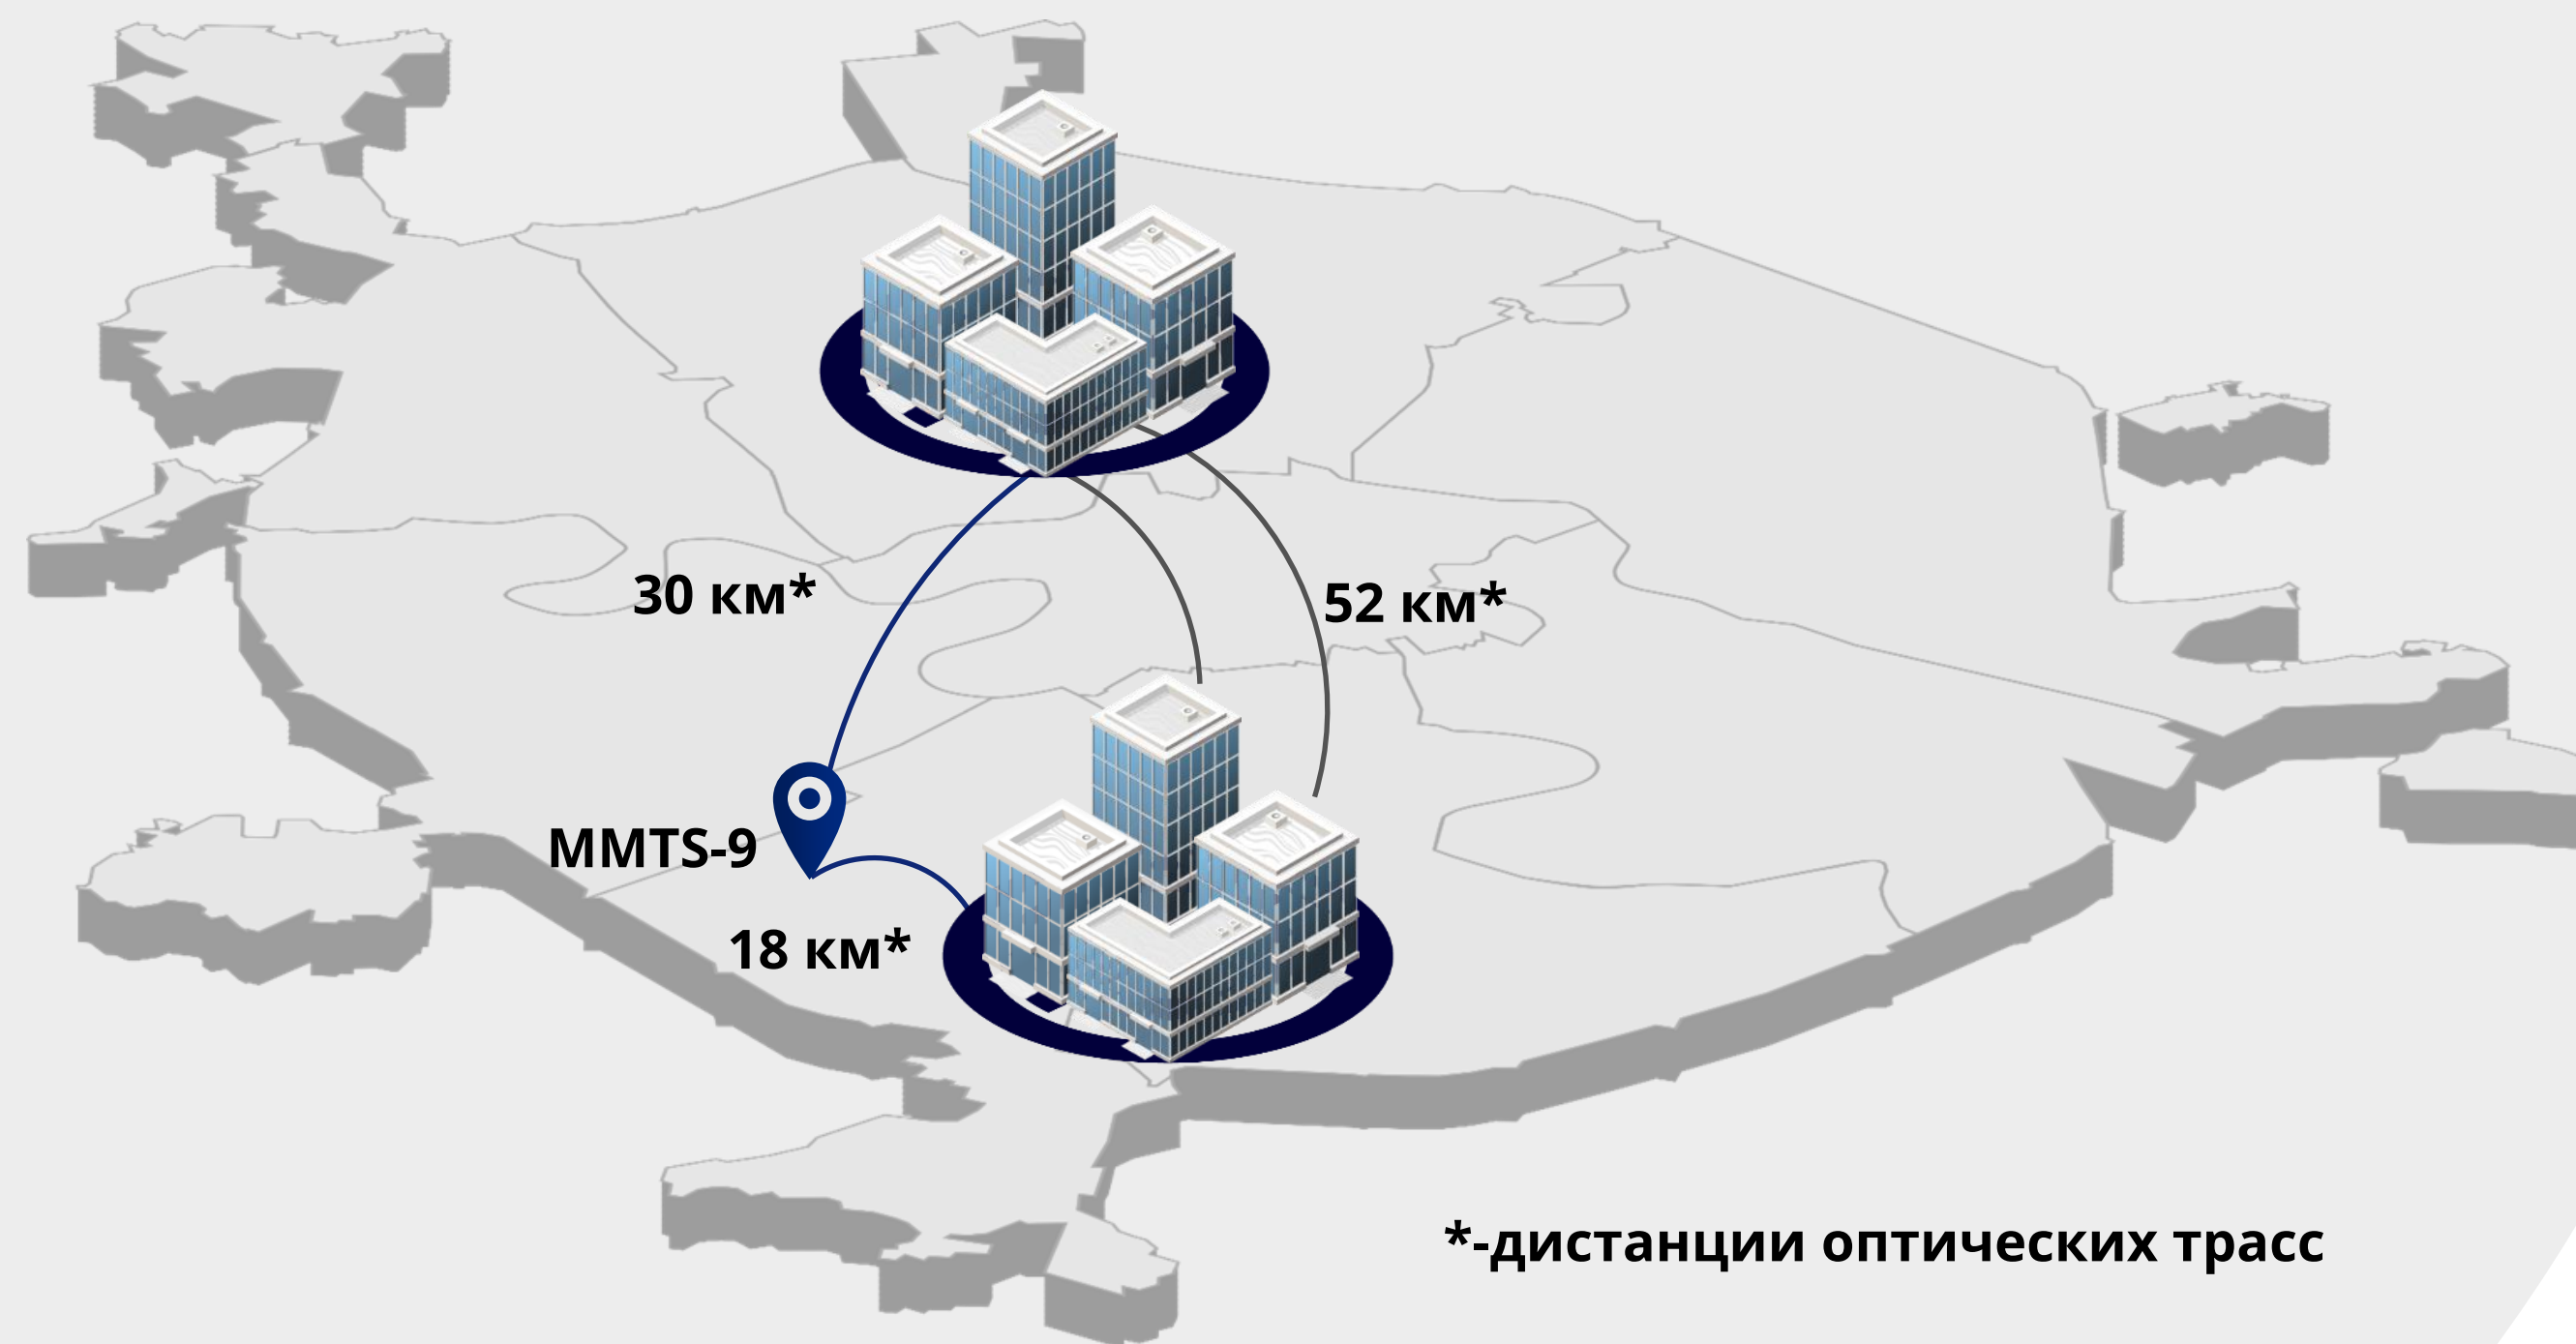 30 км*
52 км*
MMTS-9
18 км*
*-дистанции оптических трасс